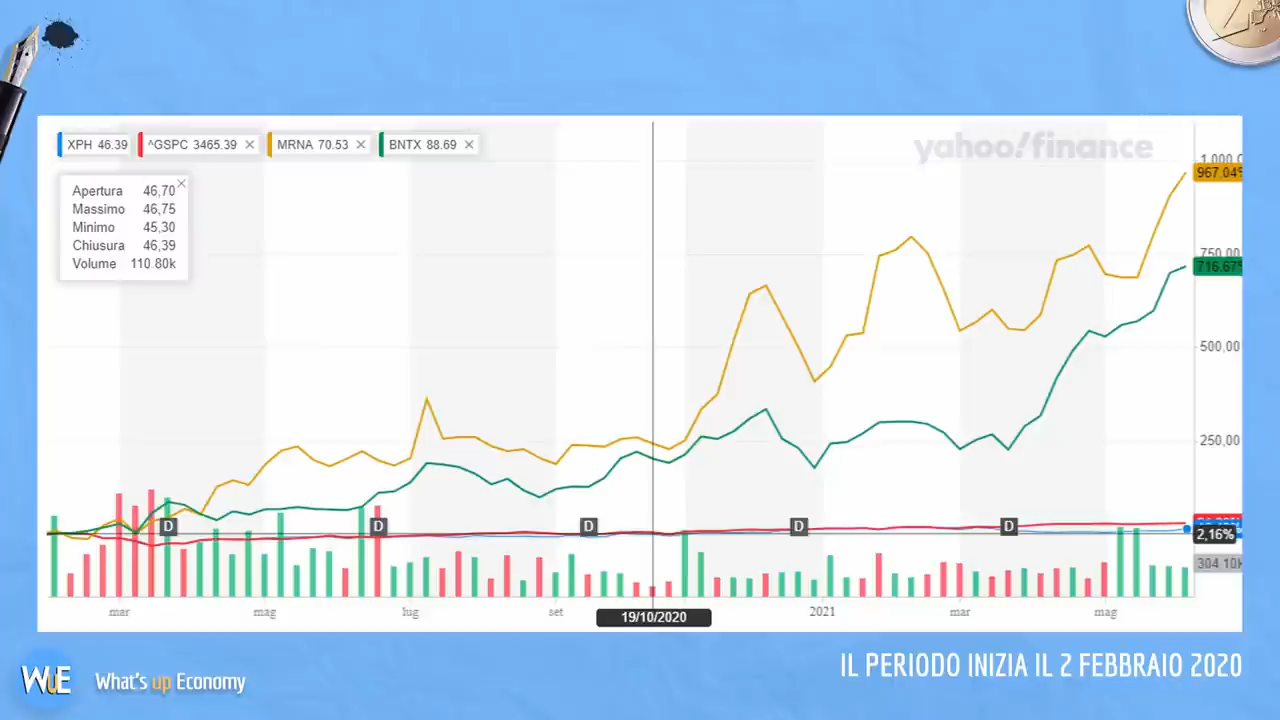 XPH 46.39 ^GSPC 3465.39 MRNA 70.53 BNTX 88.69
yahoo!finance
Apertura 46,70
Massimo 46,75
Minimo 45,30
Chiusura 46,39
Volume 110.80k
1.000,0
967.04%
750,00
716.67%
500,00
250,00
D D D D D
2,16%
304.10k
mar mag lug set 19/10/2020 2021 mar mag
IL PERIODO INIZIA IL 2 FEBBRAIO 2020
WuE What's up Economy